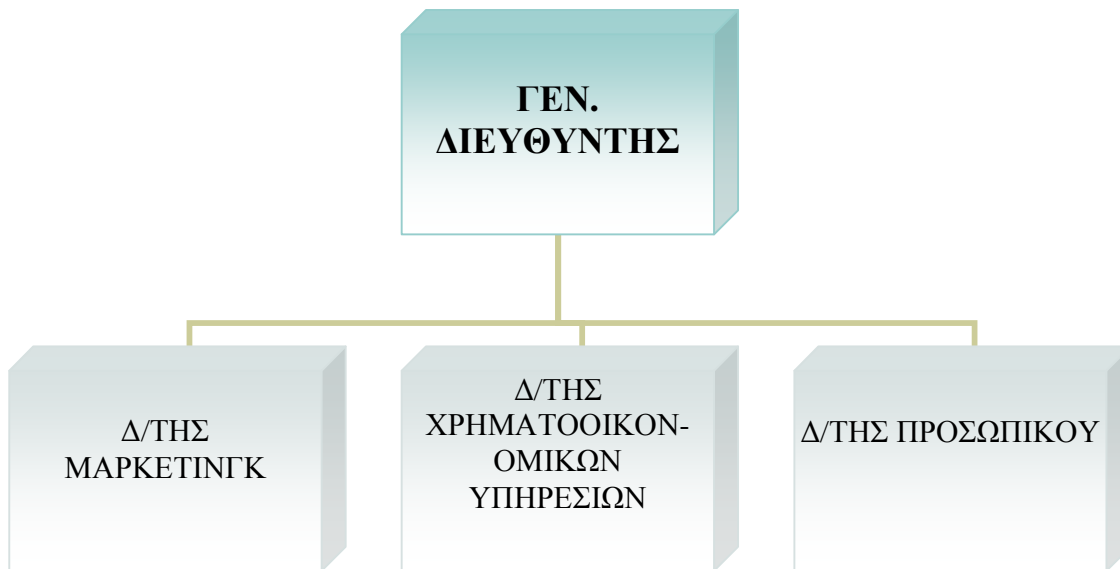 ΓΕΝ.
ΔΙΕΥΘΥΝΤΗΣ
Δ/ΤΗΣ
ΜΑΡΚΕΤΙΝΓΚ
Δ/ΤΗΣ
ΧΡΗΜΑΤΟΟΙΚΟΝ-
ΟΜΙΚΩΝ
ΥΠΗΡΕΣΙΩΝ
Δ/ΤΗΣ ΠΡΟΣΩΠΙΚΟΥ